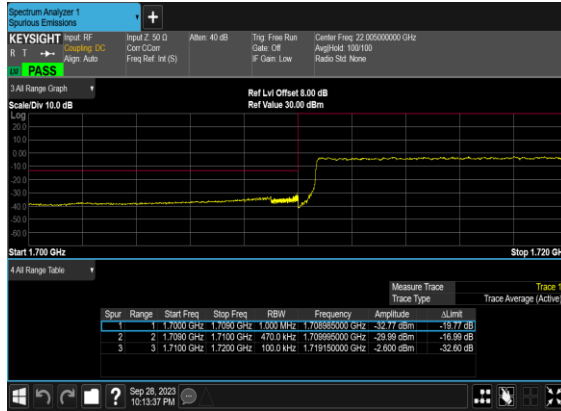 Spectrum Analyzer 1
Spurious Emissions
KEYSIGHT Input: RF Input Z: 50 Ω Atten: 40 dB Trig: Free Run Center Freq: 22.005000000 GHz
R T Coupling: DC Corr CCorr Gate: Off Avg|Hold: 100/100
Align: Auto Freq Ref: Int (S) IF Gain: Low Radio Std: None
PASS
3 All Range Graph
Ref Lvl Offset 8.00 dB
Scale/Div 10.0 dB Ref Value 30.00 dBm
Log
20.0
10.0
0.00
-10.0
-20.0
-30.0
-40.0
-50.0
-60.0
Start 1.700 GHz Stop 1.720 GH
4 All Range Table
Measure Trace Trace 1
Trace Type Trace Average (Active)
Spur Range Start Freq Stop Freq RBW Frequency Amplitude ΔLimit
1 1 1.7000 GHz 1.7090 GHz 1.000 MHz 1.708985000 GHz -32.77 dBm -19.77 dB
2 2 1.7090 GHz 1.7100 GHz 470.0 kHz 1.709995000 GHz -29.99 dBm -16.99 dB
3 3 1.7100 GHz 1.7200 GHz 100.0 kHz 1.719150000 GHz -2.600 dBm -32.60 dB
? Sep 28, 2023
10:13:37 PM